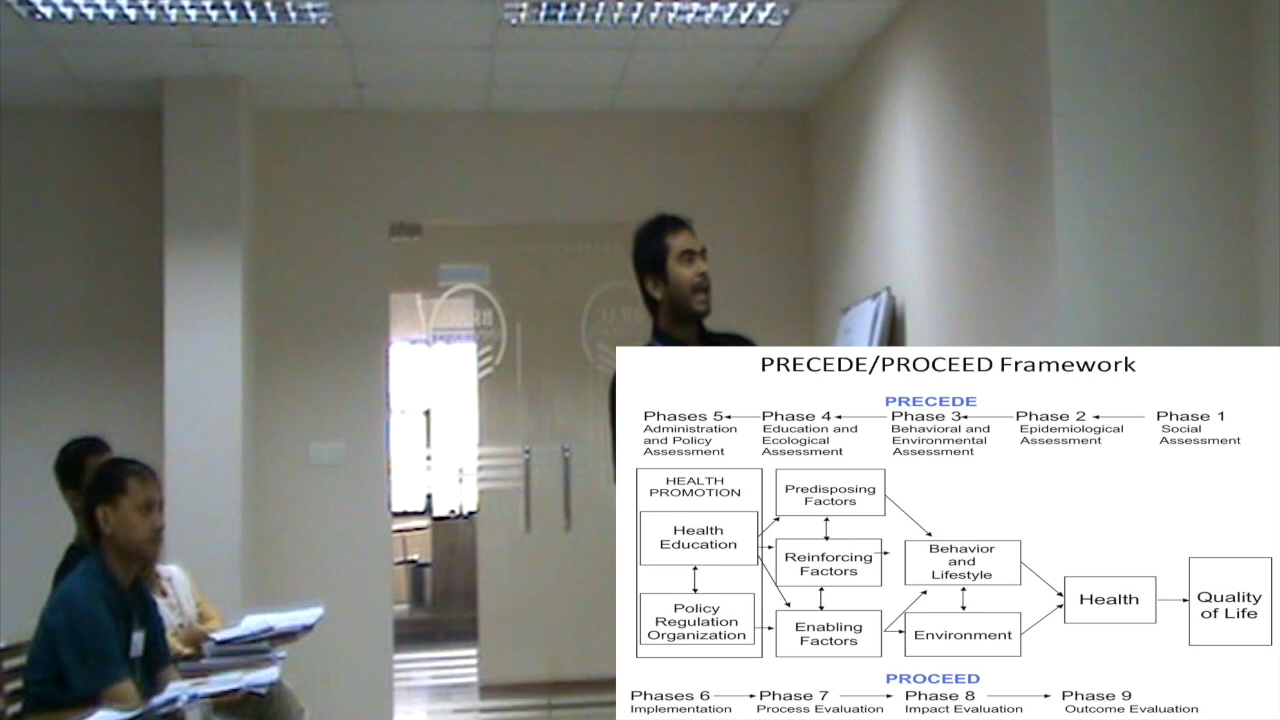 PRECEDE/PROCEED Framework
PRECEDE
Phases 5 Phase 4 Phase 3 Phase 2 Phase 1
Administration and Policy Assessment
Education and Ecological Assessment
Behavioral and Environmental Assessment
Epidemiological Assessment
Social Assessment
HEALTH
PROMOTION
Health
Education
Policy
Regulation
Organization
Predisposing
Factors
Reinforcing
Factors
Enabling
Factors
Behavior
and
Lifestyle
Environment
Health
Quality
of Life
PROCEED
Phases 6 Phase 7 Phase 8 Phase 9
Implementation Process Evaluation Impact Evaluation Outcome Evaluation